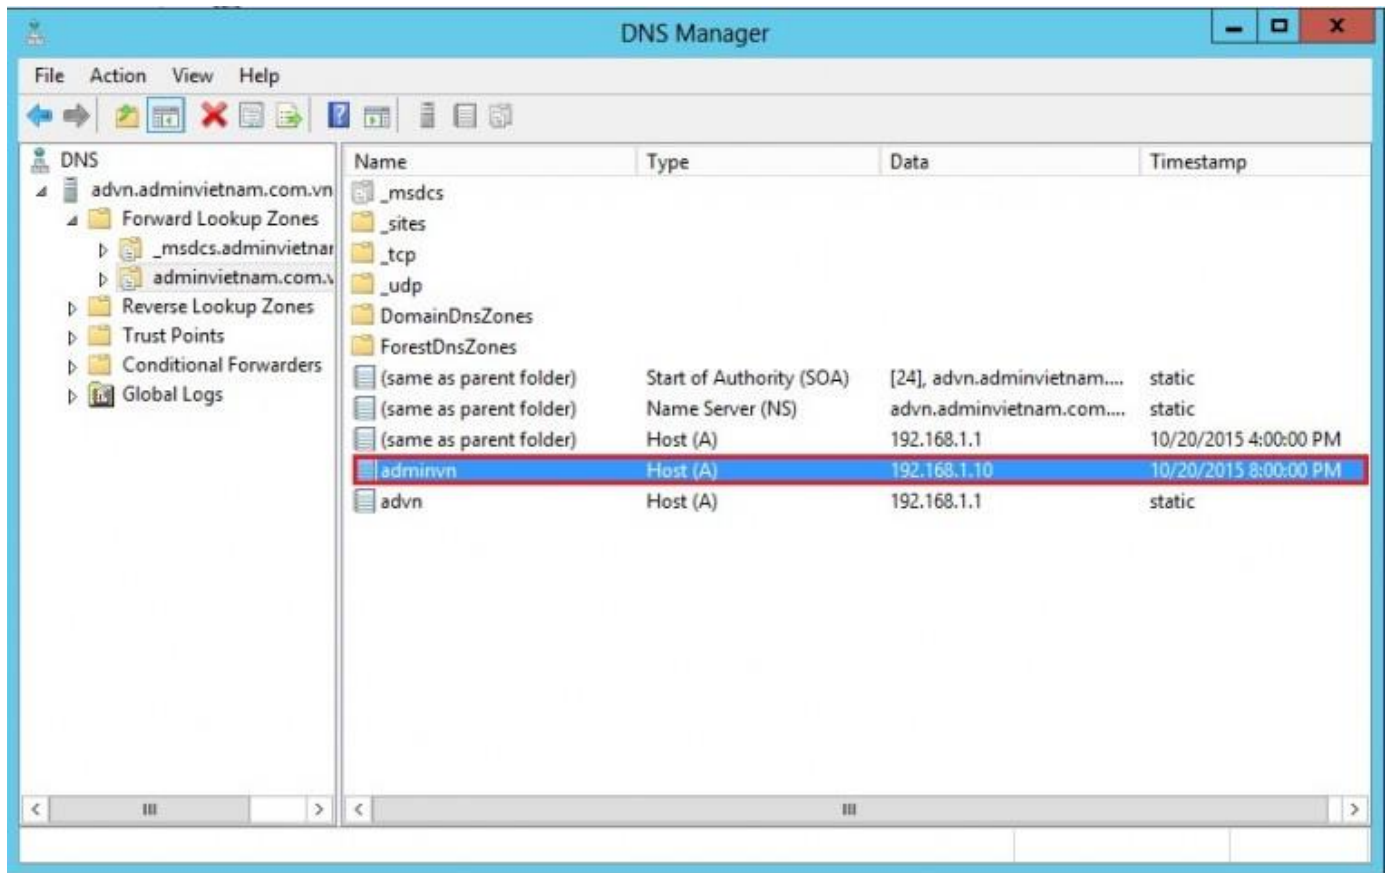 DNS Manager
File Action View Help
DNS
advn.adminvietnam.com.vn
Forward Lookup Zones
_msdcs.adminvietnar
adminvietnam.com.v
Reverse Lookup Zones
Trust Points
Conditional Forwarders
Global Logs
Name Type Data Timestamp
_msdcs
_sites
_tcp
_udp
DomainDnsZones
ForestDnsZones
(same as parent folder) Start of Authority (SOA) [24], advn.adminvietnam.... static
(same as parent folder) Name Server (NS) advn.adminvietnam.com.... static
(same as parent folder) Host (A) 192.168.1.1 10/20/2015 4:00:00 PM
adminvn Host (A) 192.168.1.10 10/20/2015 8:00:00 PM
advn Host (A) 192.168.1.1 static